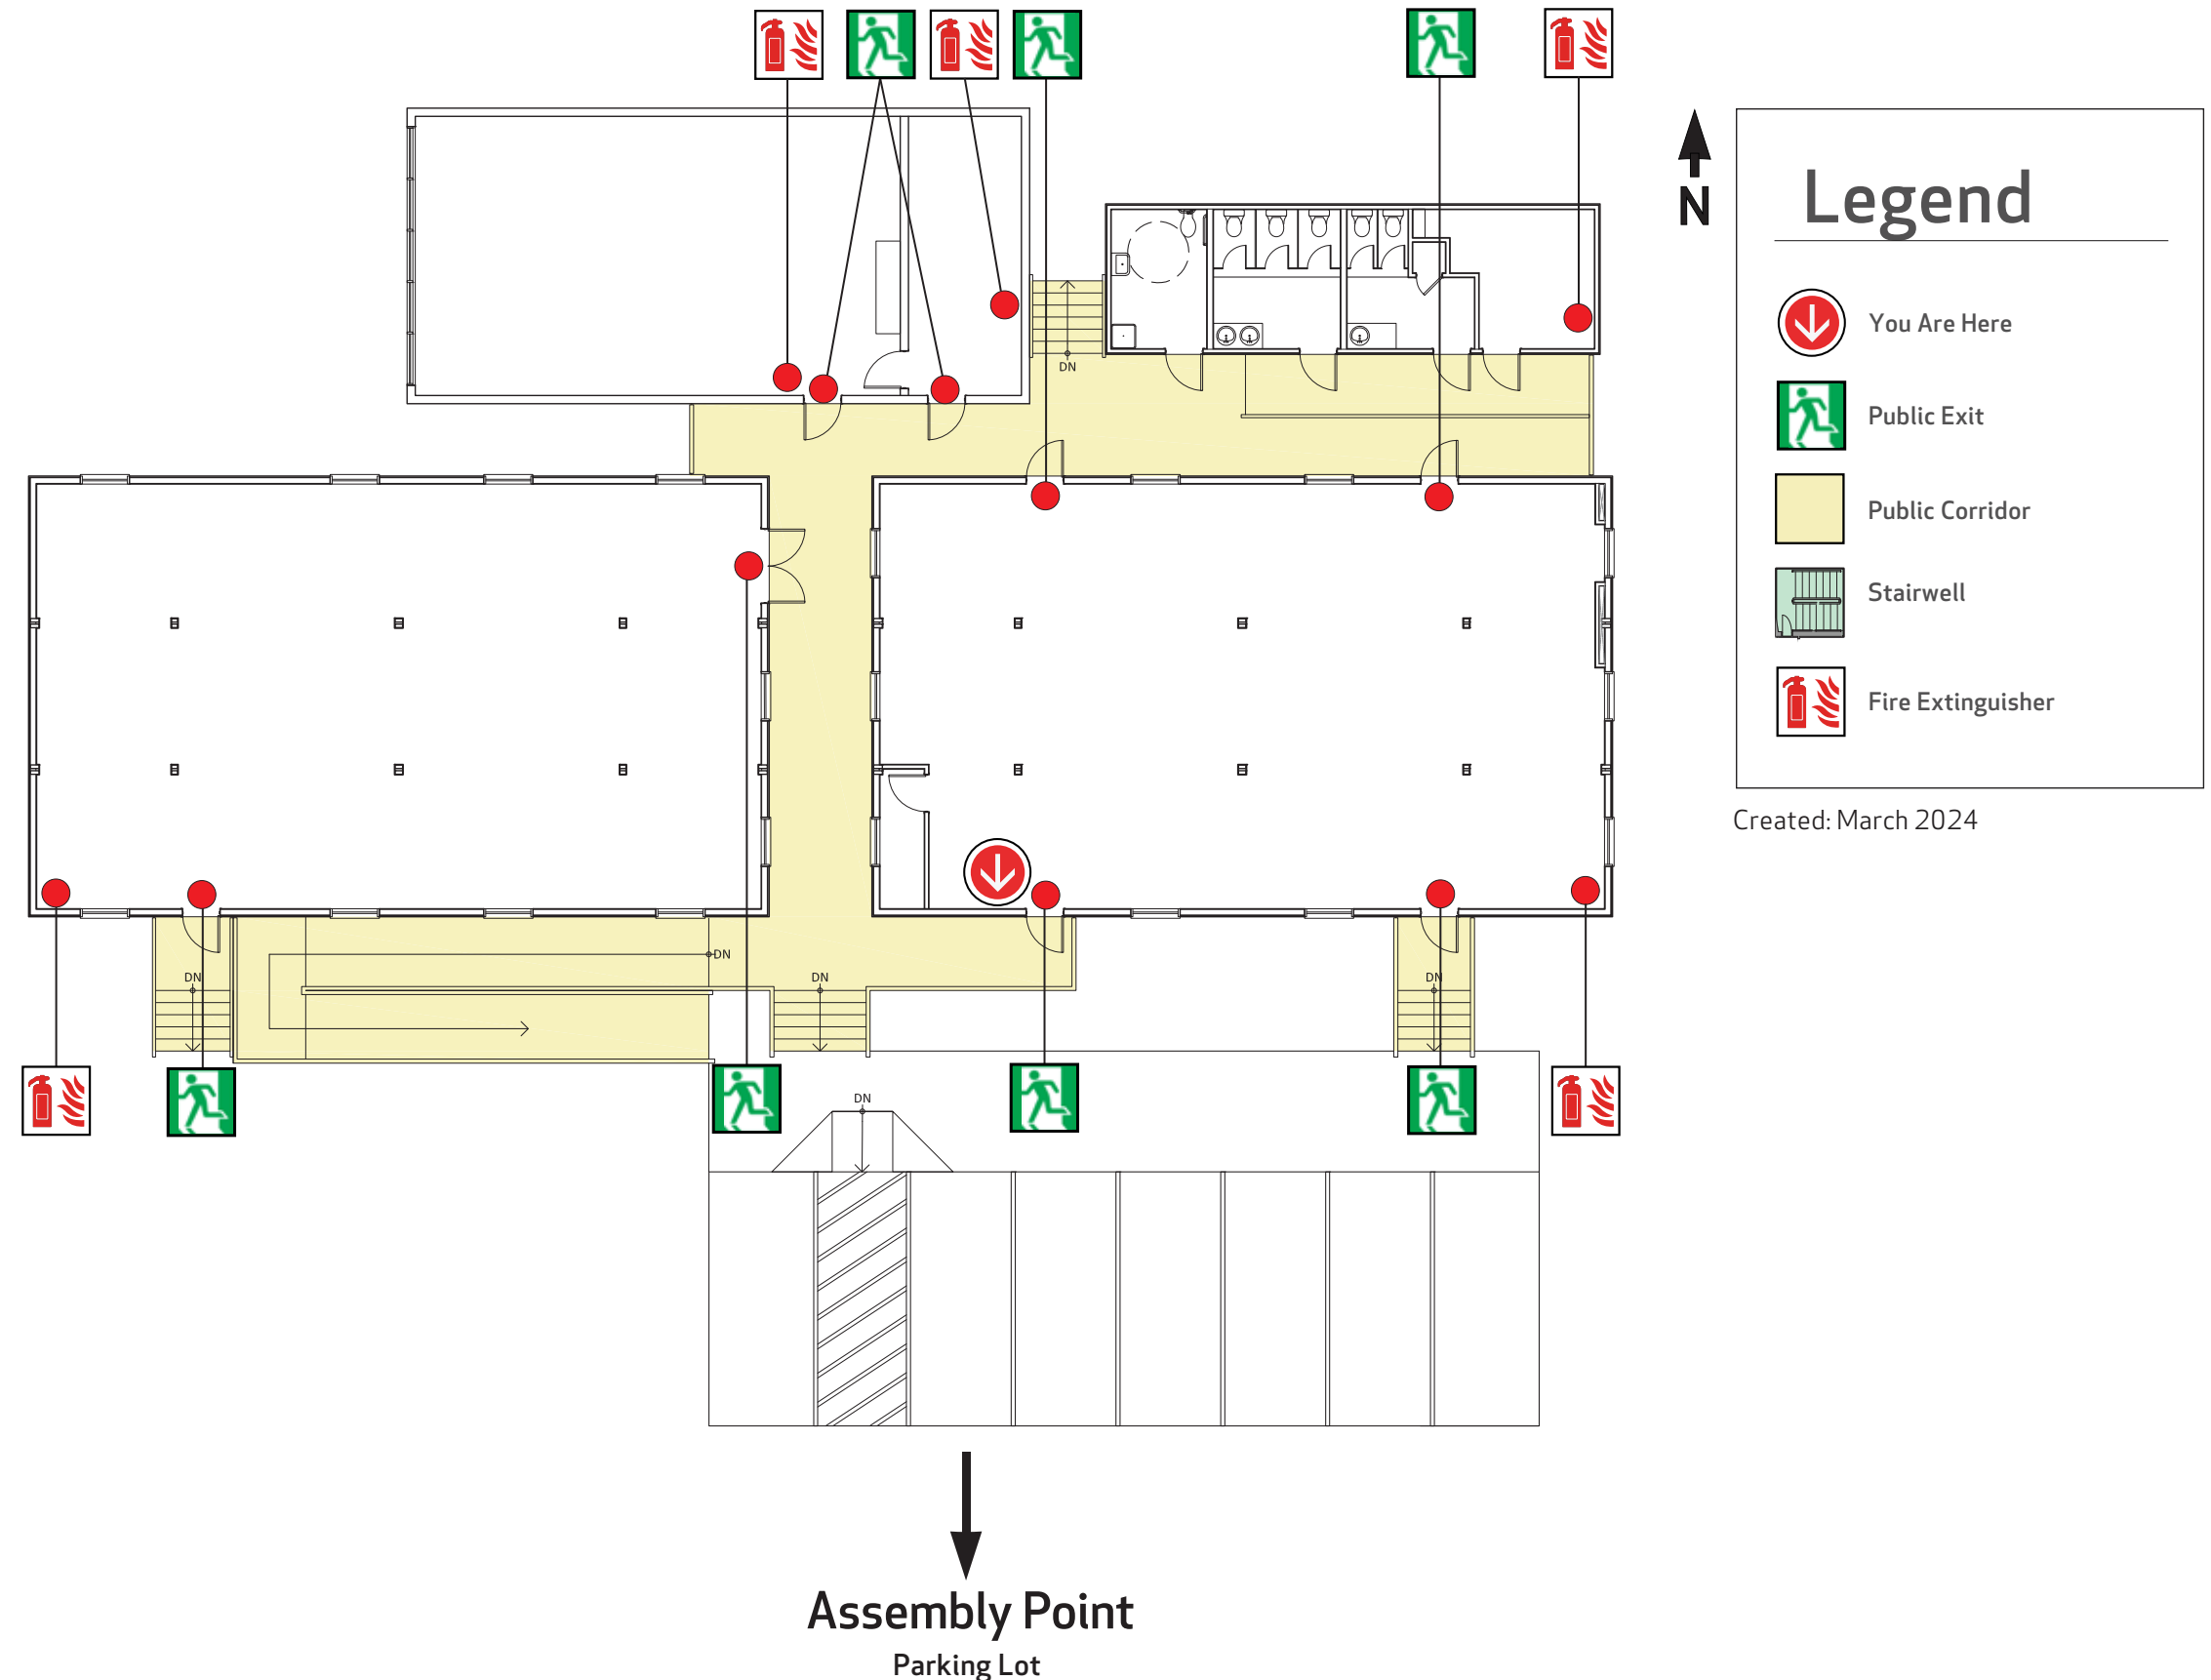 N
Legend
You Are Here
Public Exit
Public Corridor
Stairwell
Fire Extinguisher
Created: March 2024
DN
DN
DN
DN
DN
DN
Assembly Point
Parking Lot